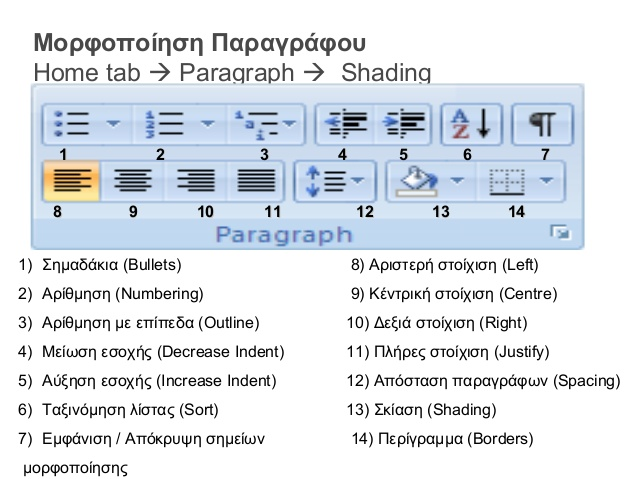 Μορφοποίηση Παραγράφου
Home tab → Paragraph → Shading
1 2 3 4 5 6 7
8 9 10 11 12 13 14
Paragraph
1) Σημαδάκια (Bullets)
2) Αρίθμηση (Numbering)
3) Αρίθμηση με επίπεδα (Outline)
4) Μείωση εσοχής (Decrease Indent)
5) Αύξηση εσοχής (Increase Indent)
6) Ταξινόμηση λίστας (Sort)
7) Εμφάνιση / Απόκρυψη σημείων
μορφοποίησης
8) Αριστερή στοίχιση (Left)
9) Κέντρική στοίχιση (Centre)
10) Δεξιά στοίχιση (Right)
11) Πλήρες στοίχιση (Justify)
12) Απόσταση παραγράφων (Spacing)
13) Σκίαση (Shading)
14) Περίγραμμα (Borders)